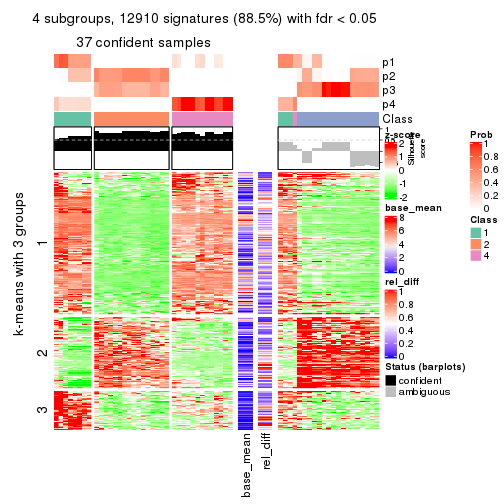 4 subgroups, 12910 signatures (88.5%) with fdr < 0.05
37 confident samples
p1
p2
p3
p4
Class
Silhouette
score
1
k-means with 3 groups
1
2
3
base_mean
rel_diff
z-score
2
1
0
-1
-2
base_mean
8
6
4
2
0
rel_diff
1
0.8
0.6
0.4
0.2
0
Status (barplots)
confident
ambiguous
Prob
1
0.8
0.6
0.4
0.2
0
Class
1
2
4